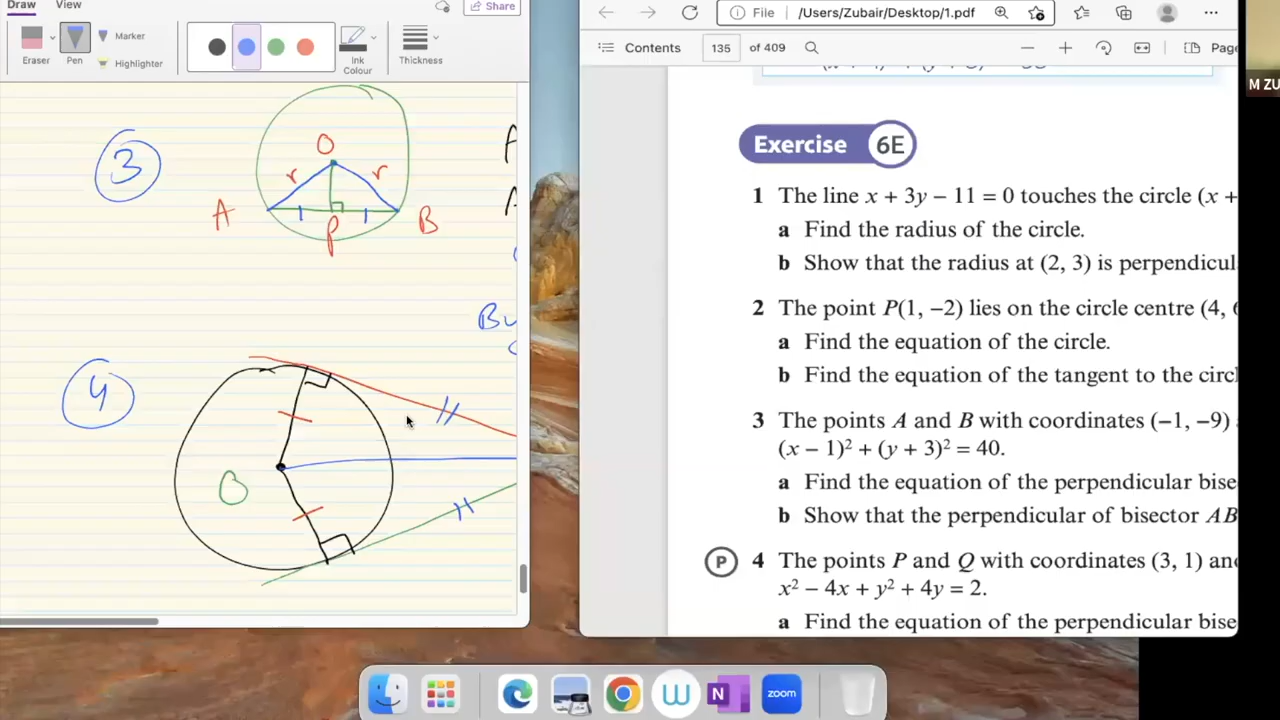 Draw View
Share
Eraser
Pen
Marker
Highlighter
Ink
Colour
Thickness
3
O
r r
A P B
A
A
Bu
4
O
File /Users/Zubair/Desktop/1.pdf
Contents 135 of 409 Page
Exercise 6E
1 The line x + 3y − 11 = 0 touches the circle (x +
a Find the radius of the circle.
b Show that the radius at (2, 3) is perpendicul
2 The point P(1, −2) lies on the circle centre (4, 6
a Find the equation of the circle.
b Find the equation of the tangent to the circl
3 The points A and B with coordinates (−1, −9)
(x − 1)² + (y + 3)² = 40.
a Find the equation of the perpendicular bise
b Show that the perpendicular of bisector AB
P 4 The points P and Q with coordinates (3, 1) and
x² − 4x + y² + 4y = 2.
a Find the equation of the perpendicular bise
M ZU
N
zoom